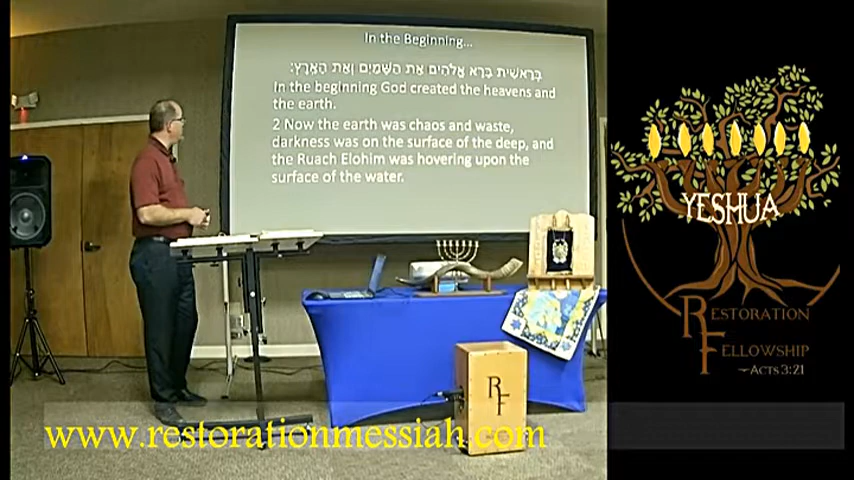 In the Beginning...
בְּרֵאשִׁית בָּרָא אֱלֹהִים אֵת הַשָּׁמַיִם וְאֵת הָאָרֶץ׃
In the beginning God created the heavens and
the earth.
2 Now the earth was chaos and waste,
darkness was on the surface of the deep, and
the Ruach Elohim was hovering upon the
surface of the water.
YESHUA
RESTORATION
FELLOWSHIP
~ACTS 3:21
RF
www.restorationmessiah.com